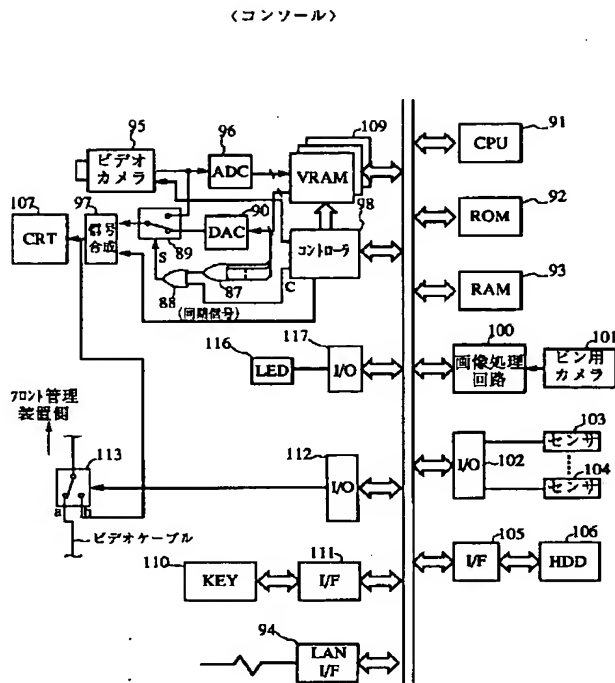 〈コンソール〉
95
ビデオ
カメラ
96
ADC
109
VRAM
91
CPU
107
CRT
97
信号
合成
S
89
90
DAC
98
コントローラ
92
ROM
88
87
C
(同期信号)
93
RAM
116
LED
117
I/O
100
画像処理
回路
101
ピン用
カメラ
フロント管理
装置側
113
a
b
ビデオケーブル
112
I/O
I/O
102
103
センサ
104
センサ
110
KEY
111
I/F
105
I/F
106
HDD
94
LAN
I/F